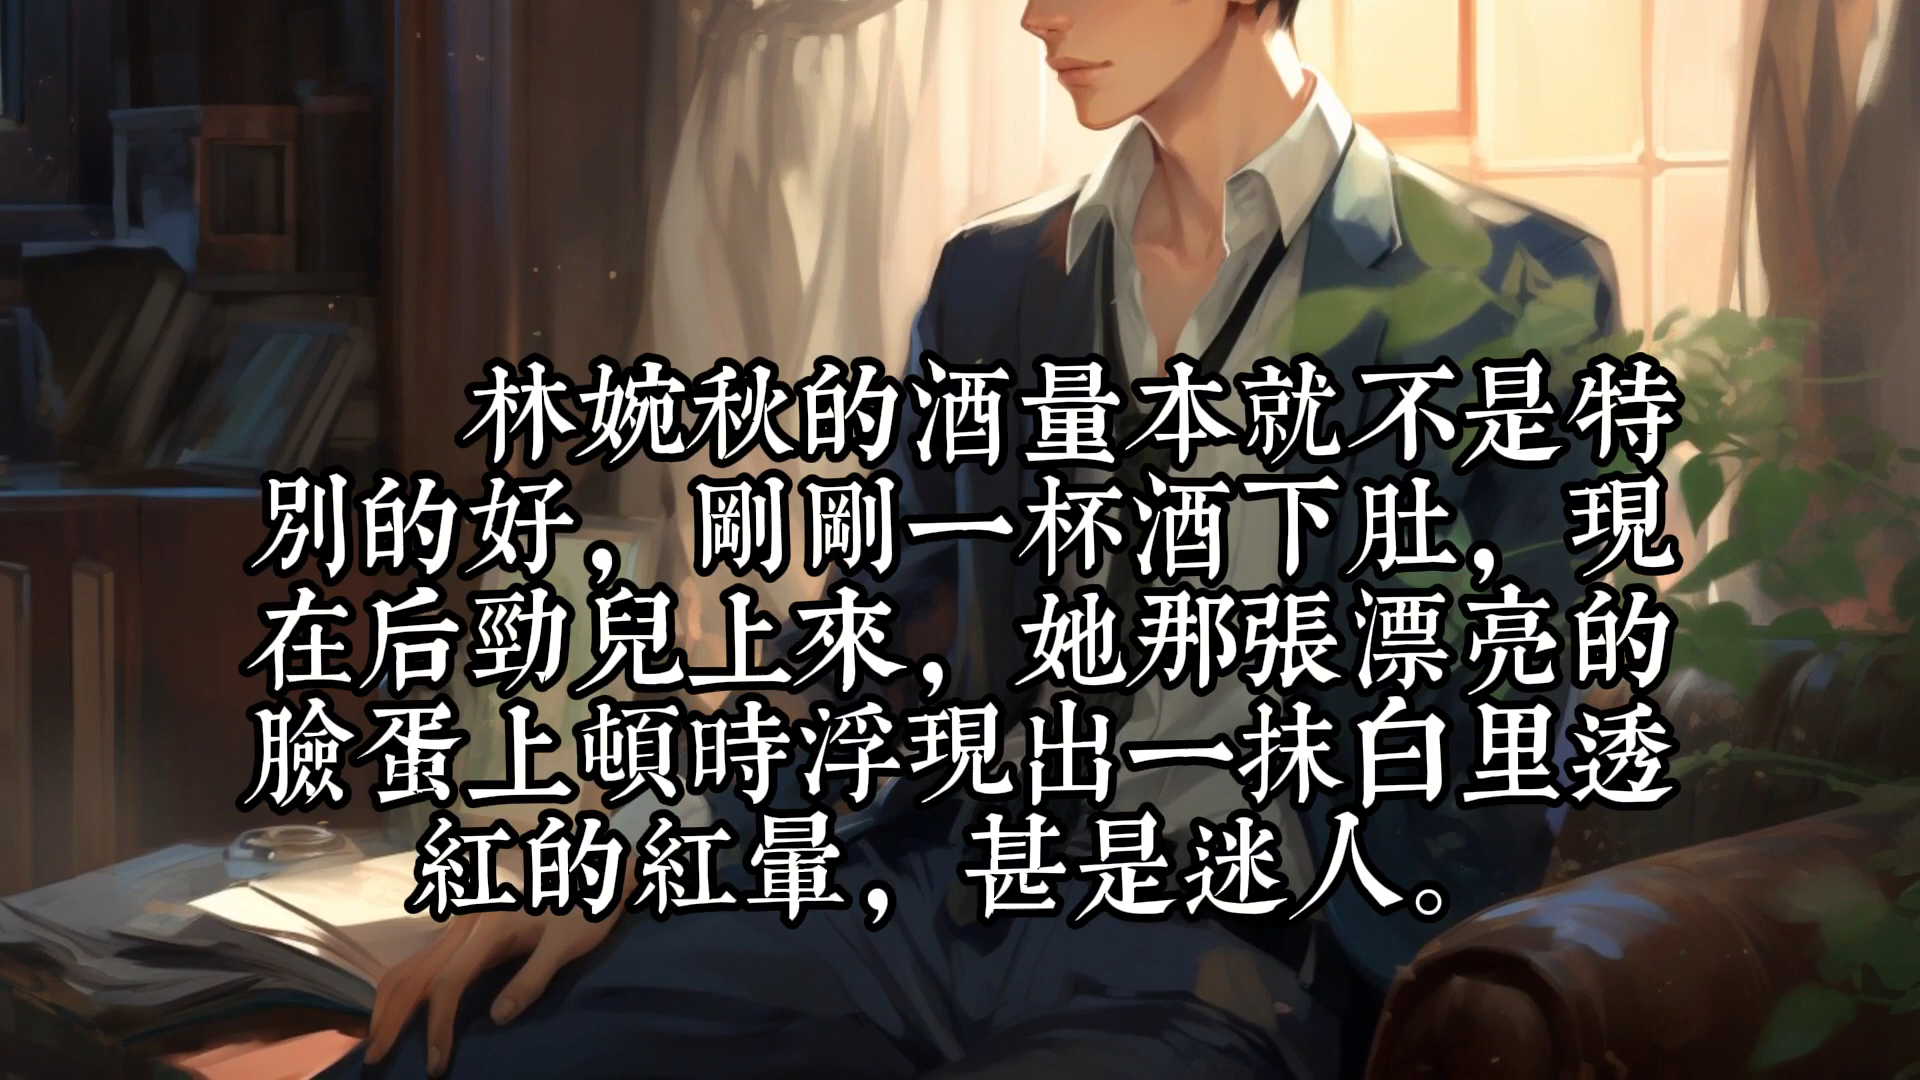 林婉秋的酒量本就不是特
別的好，剛剛一杯酒下肚，現
在后勁兒上來，她那張漂亮的
臉蛋上頓時浮現出一抹白里透
紅的紅暈，甚是迷人。